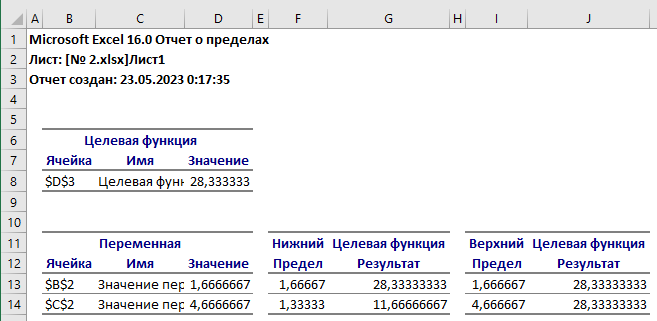 A B C D E F G H I J
1 Microsoft Excel 16.0 Отчет о пределах
2 Лист: [№ 2.xlsx]Лист1
3 Отчет создан: 23.05.2023 0:17:35
4
5
6 Целевая функция
7 Ячейка Имя Значение
8 $D$3 Целевая фунн 28,333333
9
10
11 Переменная Нижний Целевая функция Верхний Целевая функция
12 Ячейка Имя Значение Предел Результат Предел Результат
13 $B$2 Значение пер 1,6666667 1,66667 28,33333333 1,666667 28,33333333
14 $C$2 Значение пер 4,6666667 1,33333 11,66666667 4,666667 28,33333333